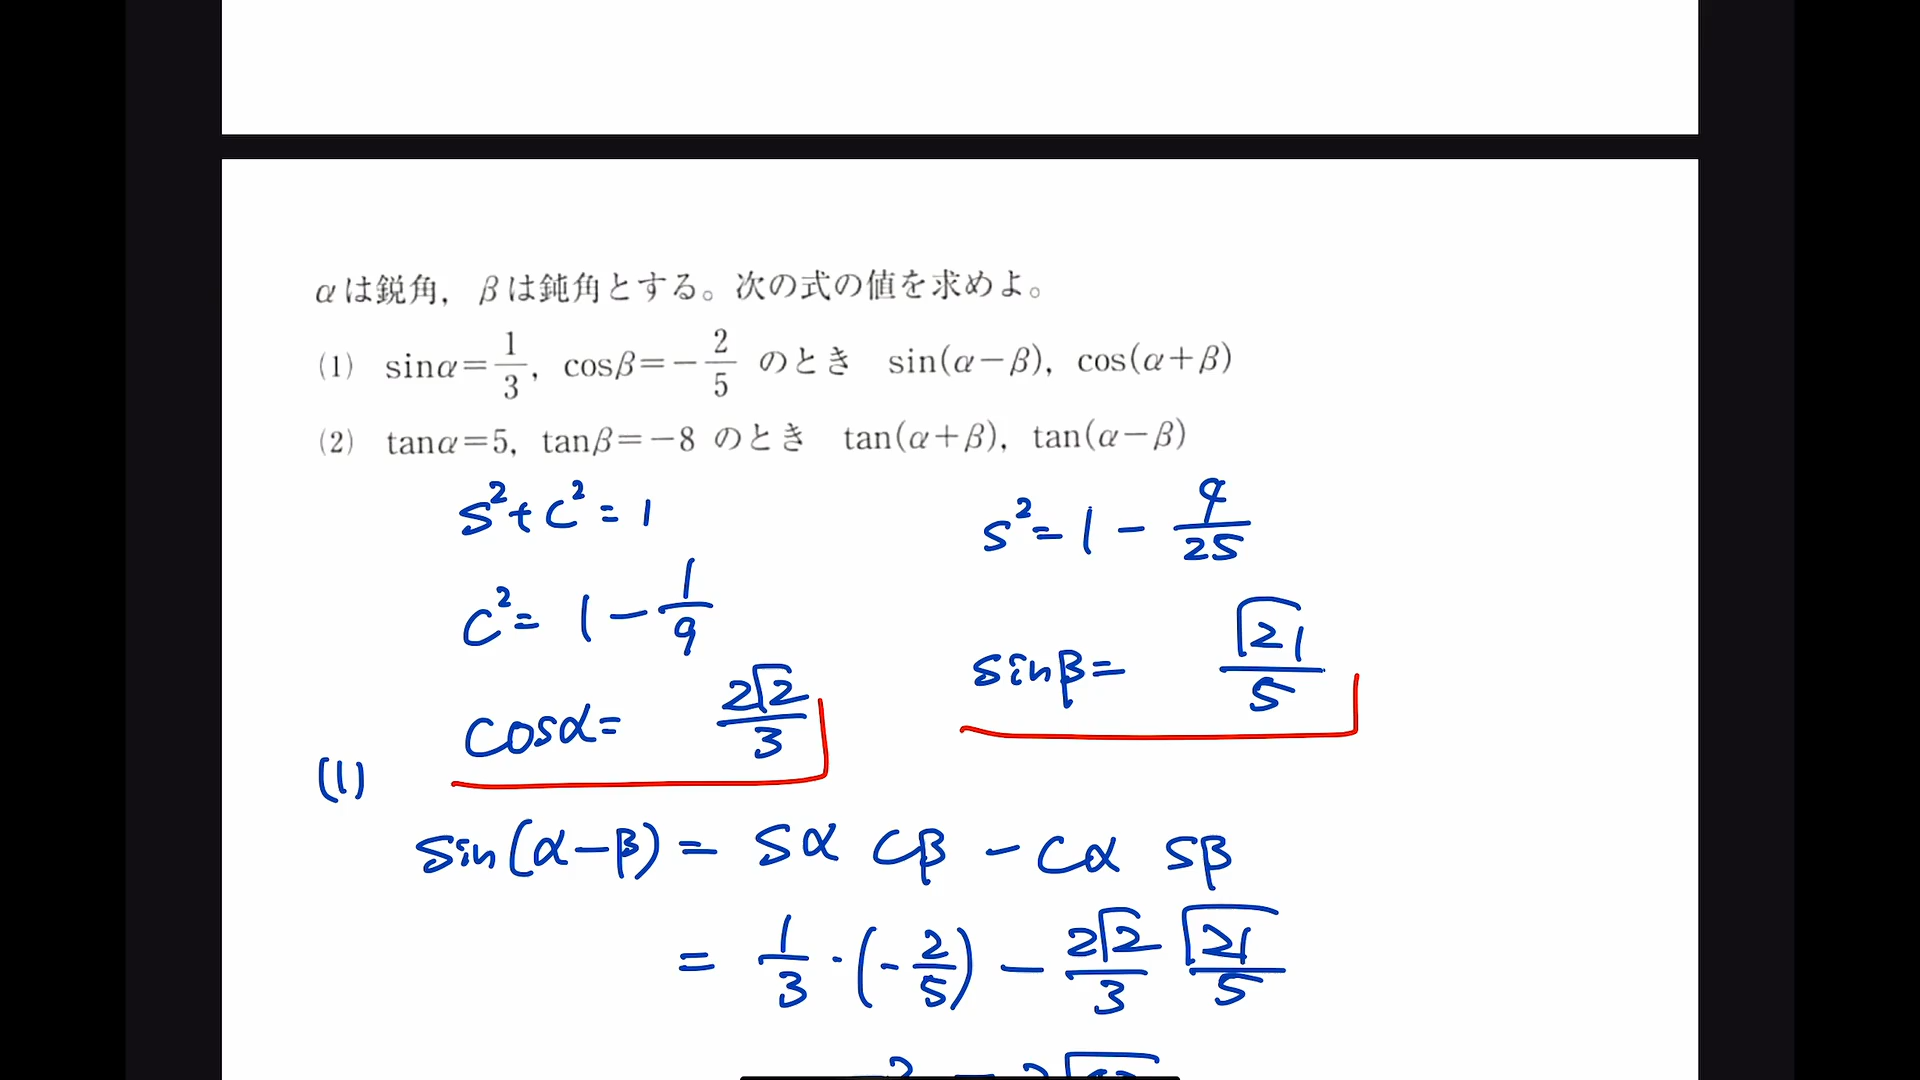 αは鋭角，βは鈍角とする。次の式の値を求めよ。
(1) sinα=1/3，cosβ=−2/5 のとき sin(α−β)，cos(α+β)
(2) tanα=5，tanβ=−8 のとき tan(α+β)，tan(α−β)
s²+c²=1
c²=1−1/9
cosα= 2√2/3
s²=1−4/25
sinβ= √21/5
(1)
sin(α−β)= sα cβ −cα sβ
= 1/3・(−2/5)− 2√2/3 √21/5